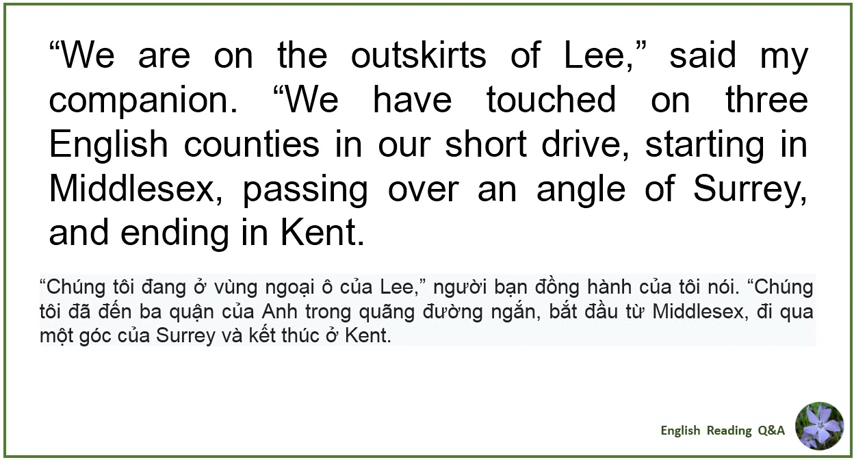 “We are on the outskirts of Lee,” said my
companion. “We have touched on three
English counties in our short drive, starting in
Middlesex, passing over an angle of Surrey,
and ending in Kent.
“Chúng tôi đang ở vùng ngoại ô của Lee,” người bạn đồng hành của tôi nói. “Chúng
tôi đã đến ba quận của Anh trong quãng đường ngắn, bắt đầu từ Middlesex, đi qua
một góc của Surrey và kết thúc ở Kent.
English Reading Q&A